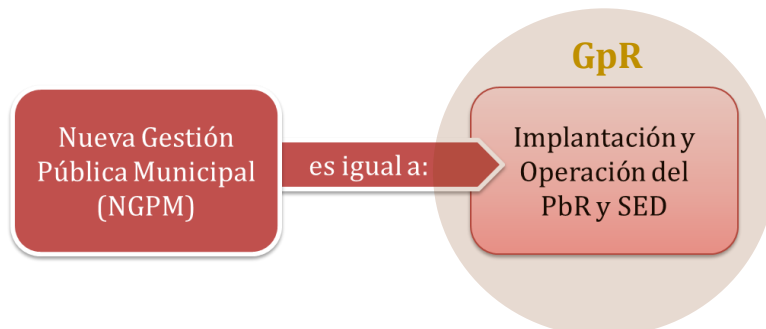 GpR
Nueva Gestión
Pública Municipal
(NGPM)
es igual a:
Implantación y
Operación del
PbR y SED